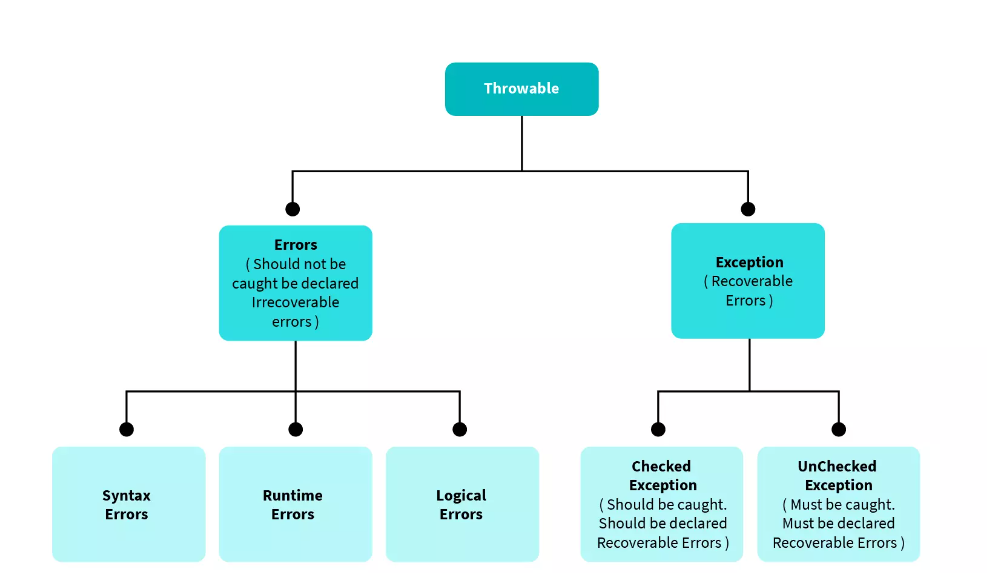 Throwable
Errors
( Should not be
caught be declared
Irrecoverable
errors )
Exception
( Recoverable
Errors )
Syntax
Errors
Runtime
Errors
Logical
Errors
Checked
Exception
( Should be caught.
Should be declared
Recoverable Errors )
UnChecked
Exception
( Must be caught.
Must be declared
Recoverable Errors )